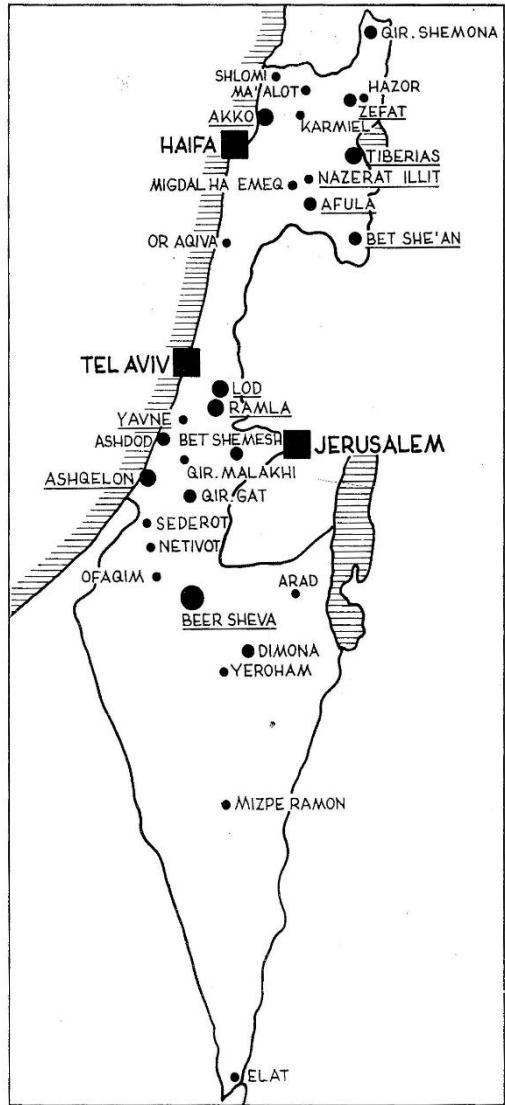 QIR. SHEMONA
SHLOMI
MA'ALOT
HAZOR
ZEFAT
AKKO
KARMIEL
HAIFA
TIBERIAS
NAZERAT ILLIT
MIGDAL HA EMEQ
AFULA
BET SHE'AN
OR AQIVA
TEL AVIV
LOD
RAMLA
YAVNE
ASHDOD
BET SHEMESH
JERUSALEM
QIR. MALAKHI
ASHQELON
QIR. GAT
SEDEROT
NETIVOT
OFAQIM
ARAD
BEER SHEVA
DIMONA
YEROHAM
MIZPE RAMON
ELAT